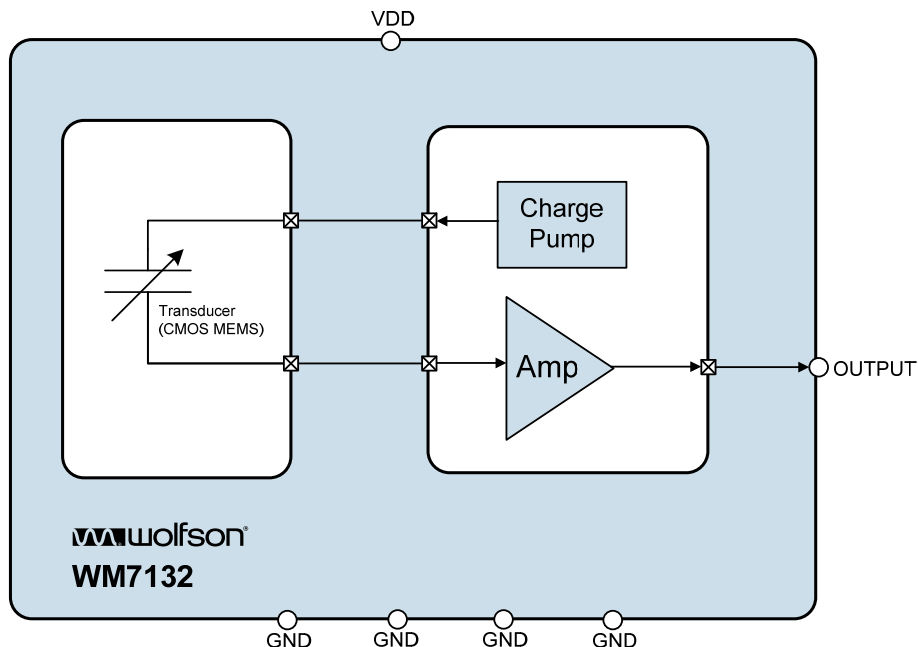 VDD
Charge
Pump
Transducer
(CMOS MEMS)
Amp
OUTPUT
wolfson®
WM7132
GND
GND
GND
GND